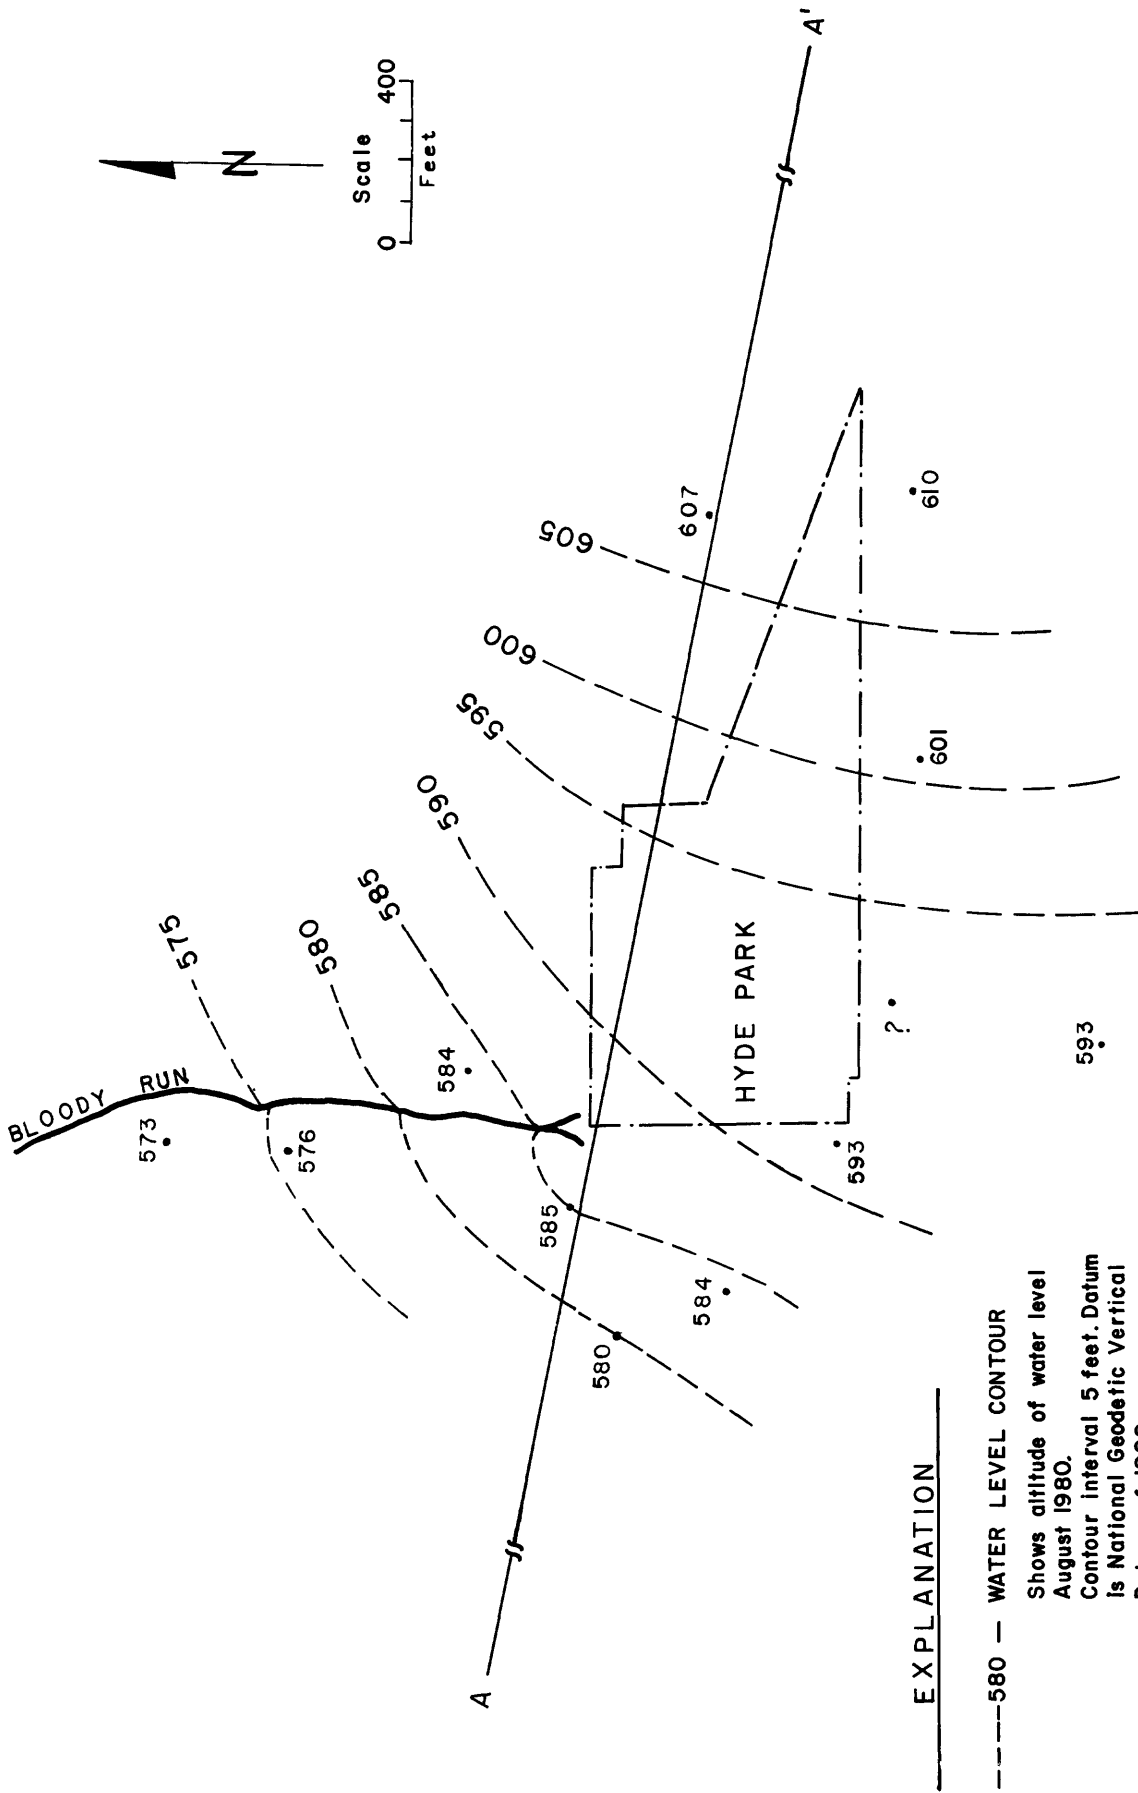 A'
N
Scale
0 400
Feet
607
610
605
600
601
595
590
585
580
575
HYDE PARK
?
593
593
584
BLOODY RUN
573
576
585
584
580
A
EXPLANATION
—580 — WATER LEVEL CONTOUR
Shows altitude of water level
August 1980.
Contour interval 5 feet. Datum
is National Geodetic Vertical